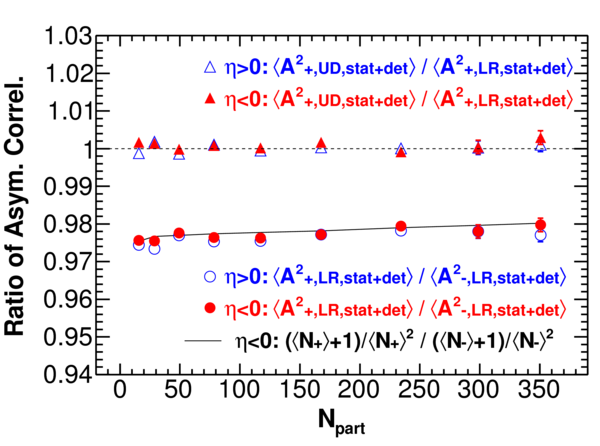 1.03
1.02
1.01
1
0.99
0.98
0.97
0.96
0.95
0.94
Ratio of Asym. Correl.
η>0: ⟨A²+,UD,stat+det⟩ / ⟨A²+,LR,stat+det⟩
η<0: ⟨A²+,UD,stat+det⟩ / ⟨A²+,LR,stat+det⟩
η>0: ⟨A²+,LR,stat+det⟩ / ⟨A²-,LR,stat+det⟩
η<0: ⟨A²+,LR,stat+det⟩ / ⟨A²-,LR,stat+det⟩
η<0: (⟨N+⟩+1)/⟨N+⟩² / (⟨N-⟩+1)/⟨N-⟩²
0 50 100 150 200 250 300 350
Npart